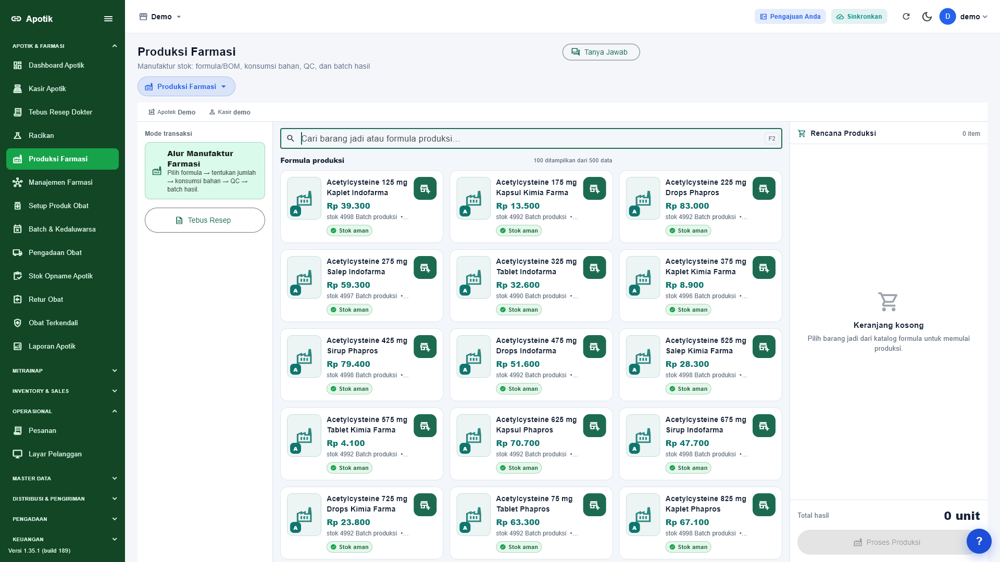 Apotik
APOTIK & FARMASI
Dashboard Apotik
Kasir Apotik
Tebus Resep Dokter
Racikan
Produksi Farmasi
Manajemen Farmasi
Setup Produk Obat
Batch & Kedaluwarsa
Pengadaan Obat
Stok Opname Apotik
Retur Obat
Obat Terkendali
Laporan Apotik
MITRAINAP
INVENTORY & SALES
OPERASIONAL
Pesanan
Layar Pelanggan
MASTER DATA
DISTRIBUSI & PENGIRIMAN
PENGADAAN
KEUANGAN
Versi 1.35.1 (build 189)
Demo
Pengajuan Anda
Sinkronkan
D
demo
Produksi Farmasi
Manufaktur stok: formula/BOM, konsumsi bahan, QC, dan batch hasil
Tanya Jawab
Produksi Farmasi
Apotek Demo · Kasir demo
Mode transaksi
Alur Manufaktur
Farmasi
Pilih formula → tentukan jumlah
→ konsumsi bahan → QC →
batch hasil.
Tebus Resep
Cari barang jadi atau formula produksi...
F2
Formula produksi
100 ditampilkan dari 500 data
A
Acetylcysteine 125 mg
Kaplet Indofarma
Rp 39.300
stok 4998 Batch produksi •...
Stok aman
A
Acetylcysteine 175 mg
Kapsul Kimia Farma
Rp 13.500
stok 4992 Batch produksi •...
Stok aman
A
Acetylcysteine 225 mg
Drops Phapros
Rp 83.000
stok 4992 Batch produksi •...
Stok aman
A
Acetylcysteine 275 mg
Salep Indofarma
Rp 59.300
stok 4997 Batch produksi •...
Stok aman
A
Acetylcysteine 325 mg
Tablet Indofarma
Rp 32.600
stok 4990 Batch produksi •...
Stok aman
A
Acetylcysteine 375 mg
Kaplet Kimia Farma
Rp 8.900
stok 4996 Batch produksi •...
Stok aman
A
Acetylcysteine 425 mg
Sirup Phapros
Rp 79.400
stok 4998 Batch produksi •...
Stok aman
A
Acetylcysteine 475 mg
Drops Indofarma
Rp 51.600
stok 4992 Batch produksi •...
Stok aman
A
Acetylcysteine 525 mg
Salep Kimia Farma
Rp 28.300
stok 4998 Batch produksi •...
Stok aman
A
Acetylcysteine 575 mg
Tablet Kimia Farma
Rp 4.100
stok 4992 Batch produksi •...
Stok aman
A
Acetylcysteine 625 mg
Kapsul Phapros
Rp 70.700
stok 4992 Batch produksi •...
Stok aman
A
Acetylcysteine 675 mg
Sirup Indofarma
Rp 47.700
stok 4998 Batch produksi •...
Stok aman
A
Acetylcysteine 725 mg
Drops Kimia Farma
Rp 23.800
stok 4992 Batch produksi •...
Stok aman
A
Acetylcysteine 75 mg
Tablet Phapros
Rp 63.300
stok 4992 Batch produksi •...
Stok aman
A
Acetylcysteine 825 mg
Kaplet Phapros
Rp 67.100
stok 4998 Batch produksi •...
Stok aman
Rencana Produksi
0 item
Keranjang kosong
Pilih barang jadi dari katalog formula untuk memulai
produksi.
Total hasil
0 unit
Proses Produksi
?